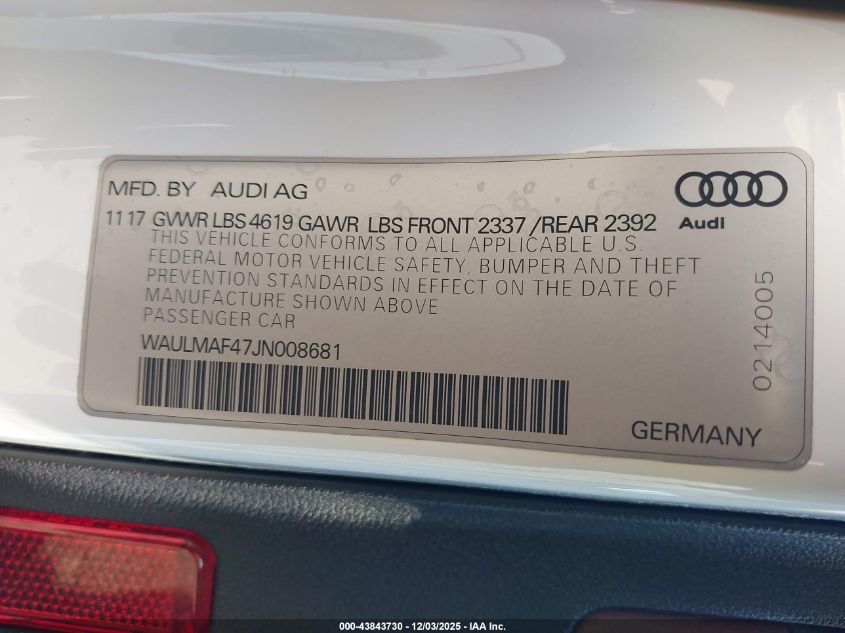 MFD. BY AUDI AG
11 17 GVWR LBS 4619 GAWR LBS FRONT 2337 /REAR 2392
Audi
THIS VEHICLE CONFORMS TO ALL APPLICABLE U.S.
FEDERAL MOTOR VEHICLE SAFETY, BUMPER AND THEFT
PREVENTION STANDARDS IN EFFECT ON THE DATE OF
MANUFACTURE SHOWN ABOVE
PASSENGER CAR
WAULMAF47JN008681
0214005
GERMANY
000-43843730 - 12/03/2025 - IAA Inc.